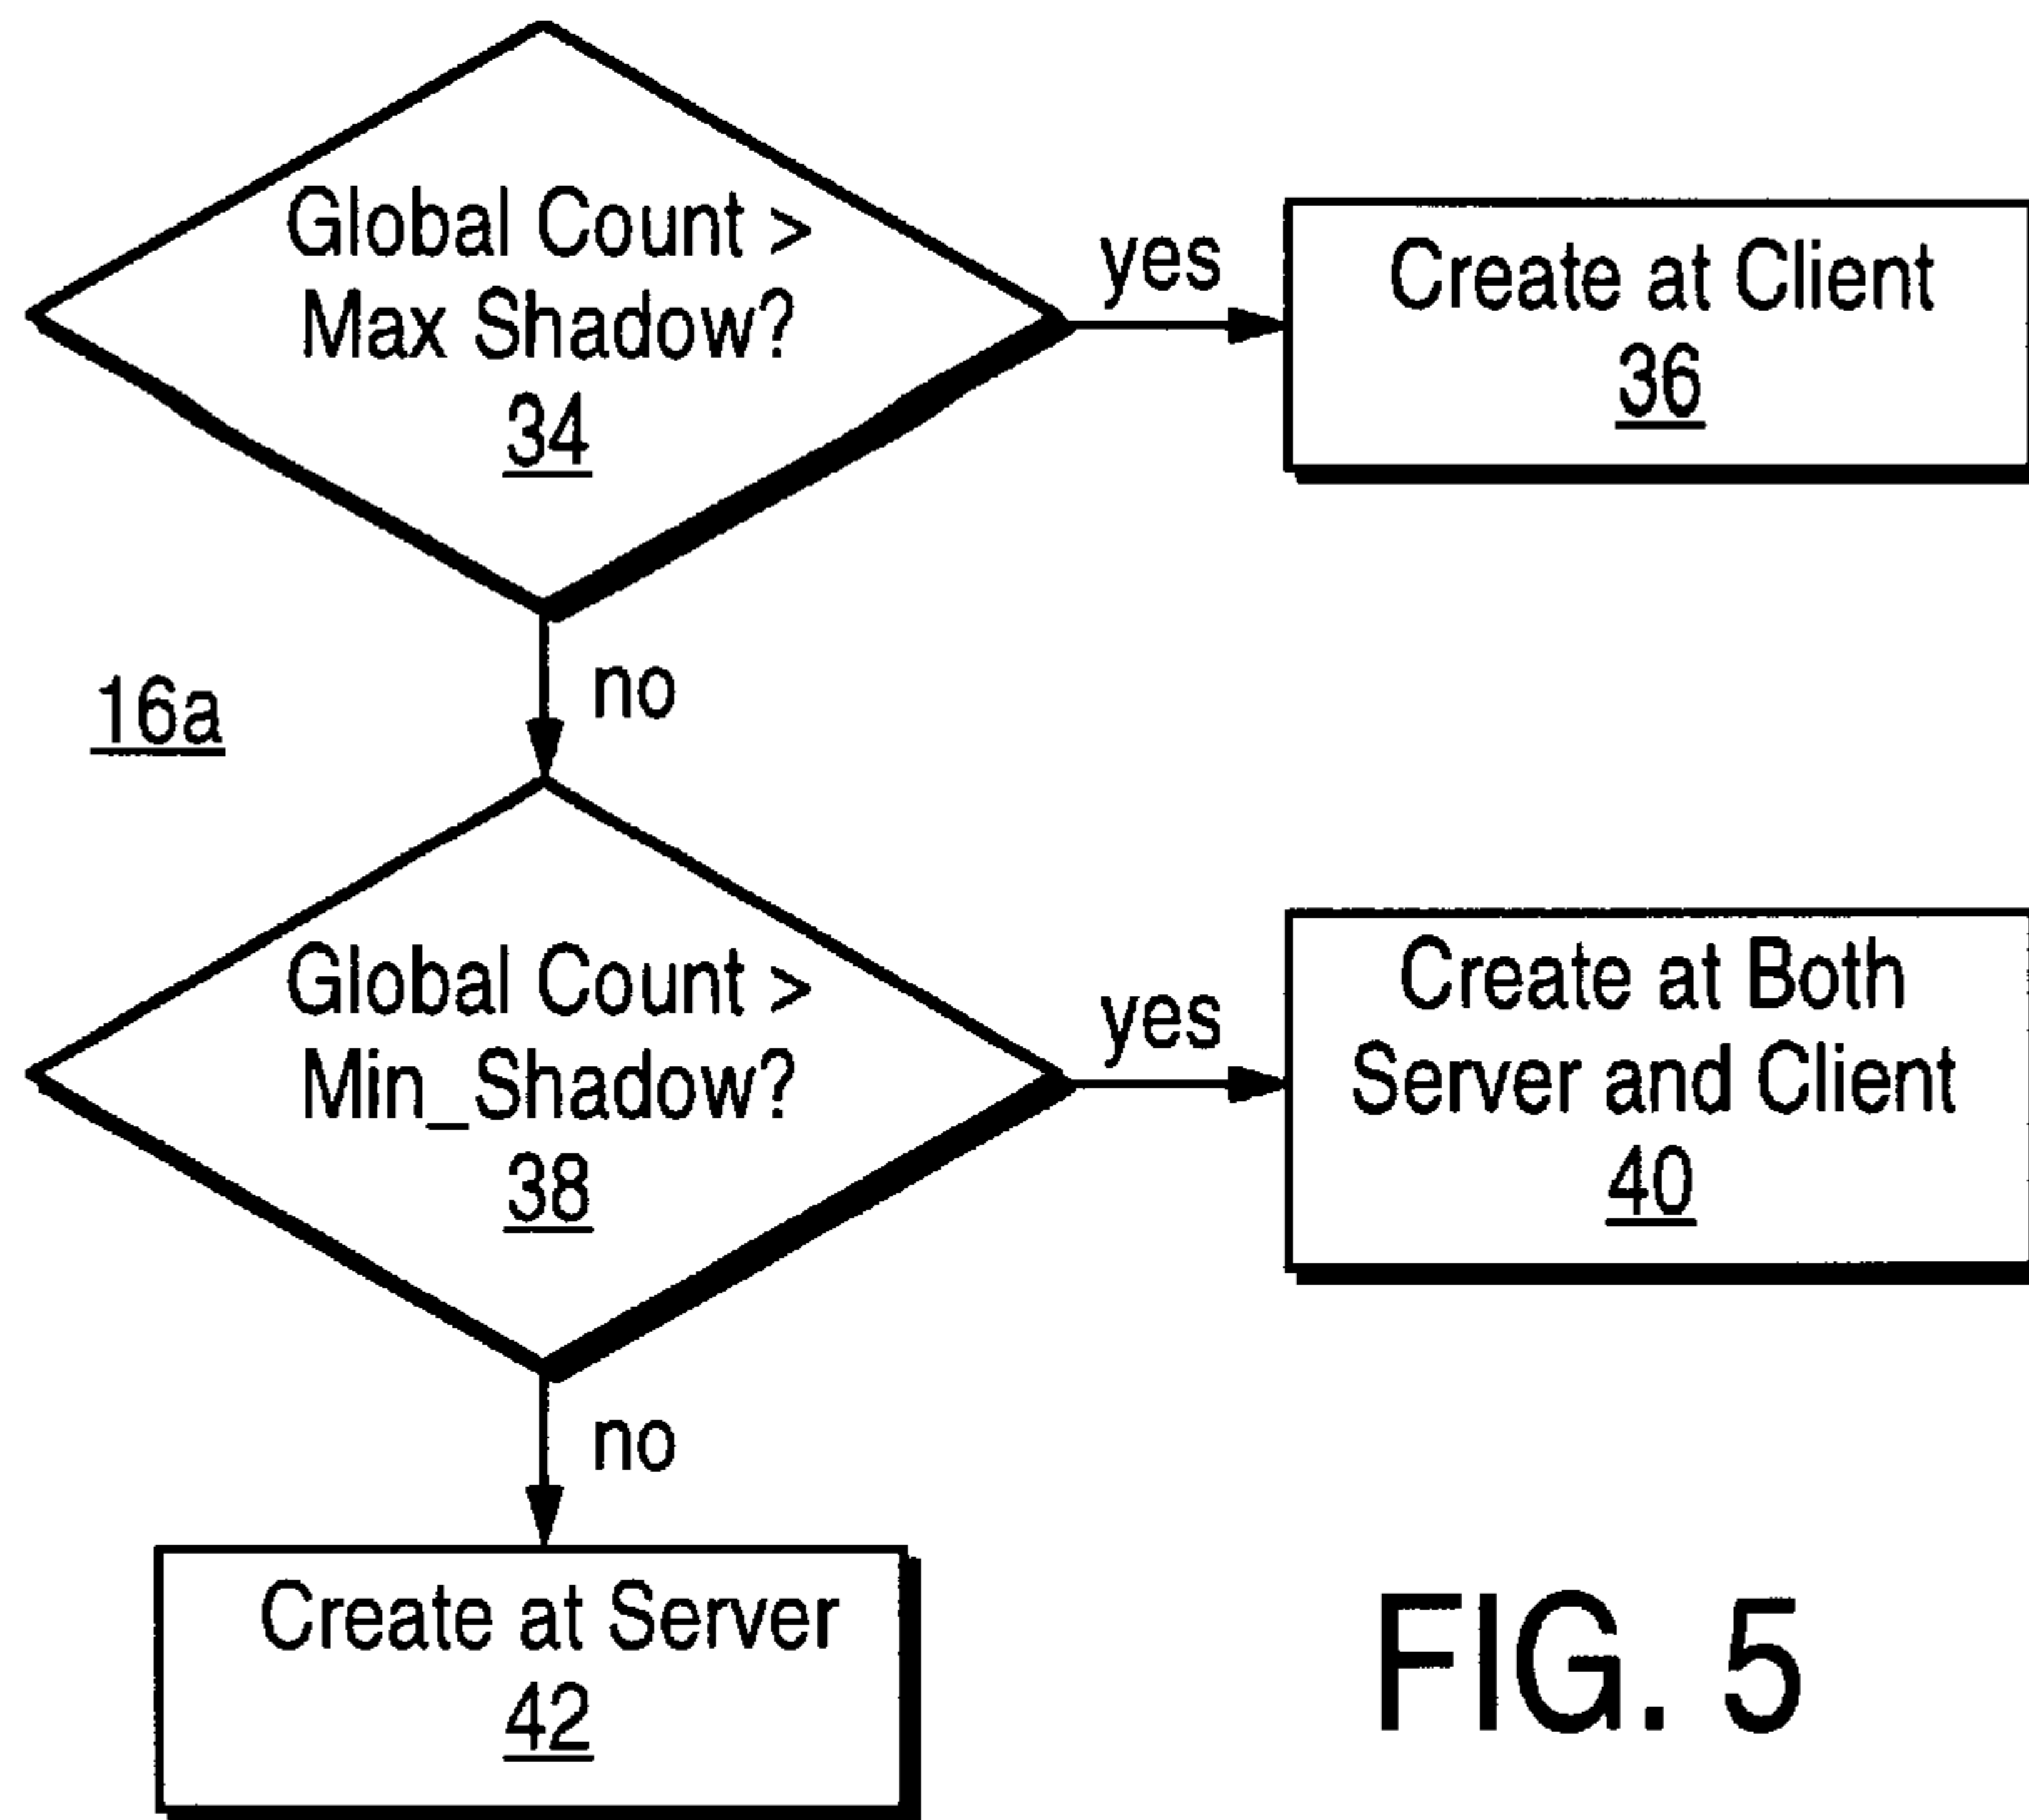 Global Count >
Max Shadow?
34
yes
Create at Client
36
no
16a
Global Count >
Min_Shadow?
38
yes
Create at Both
Server and Client
40
no
Create at Server
42
FIG. 5